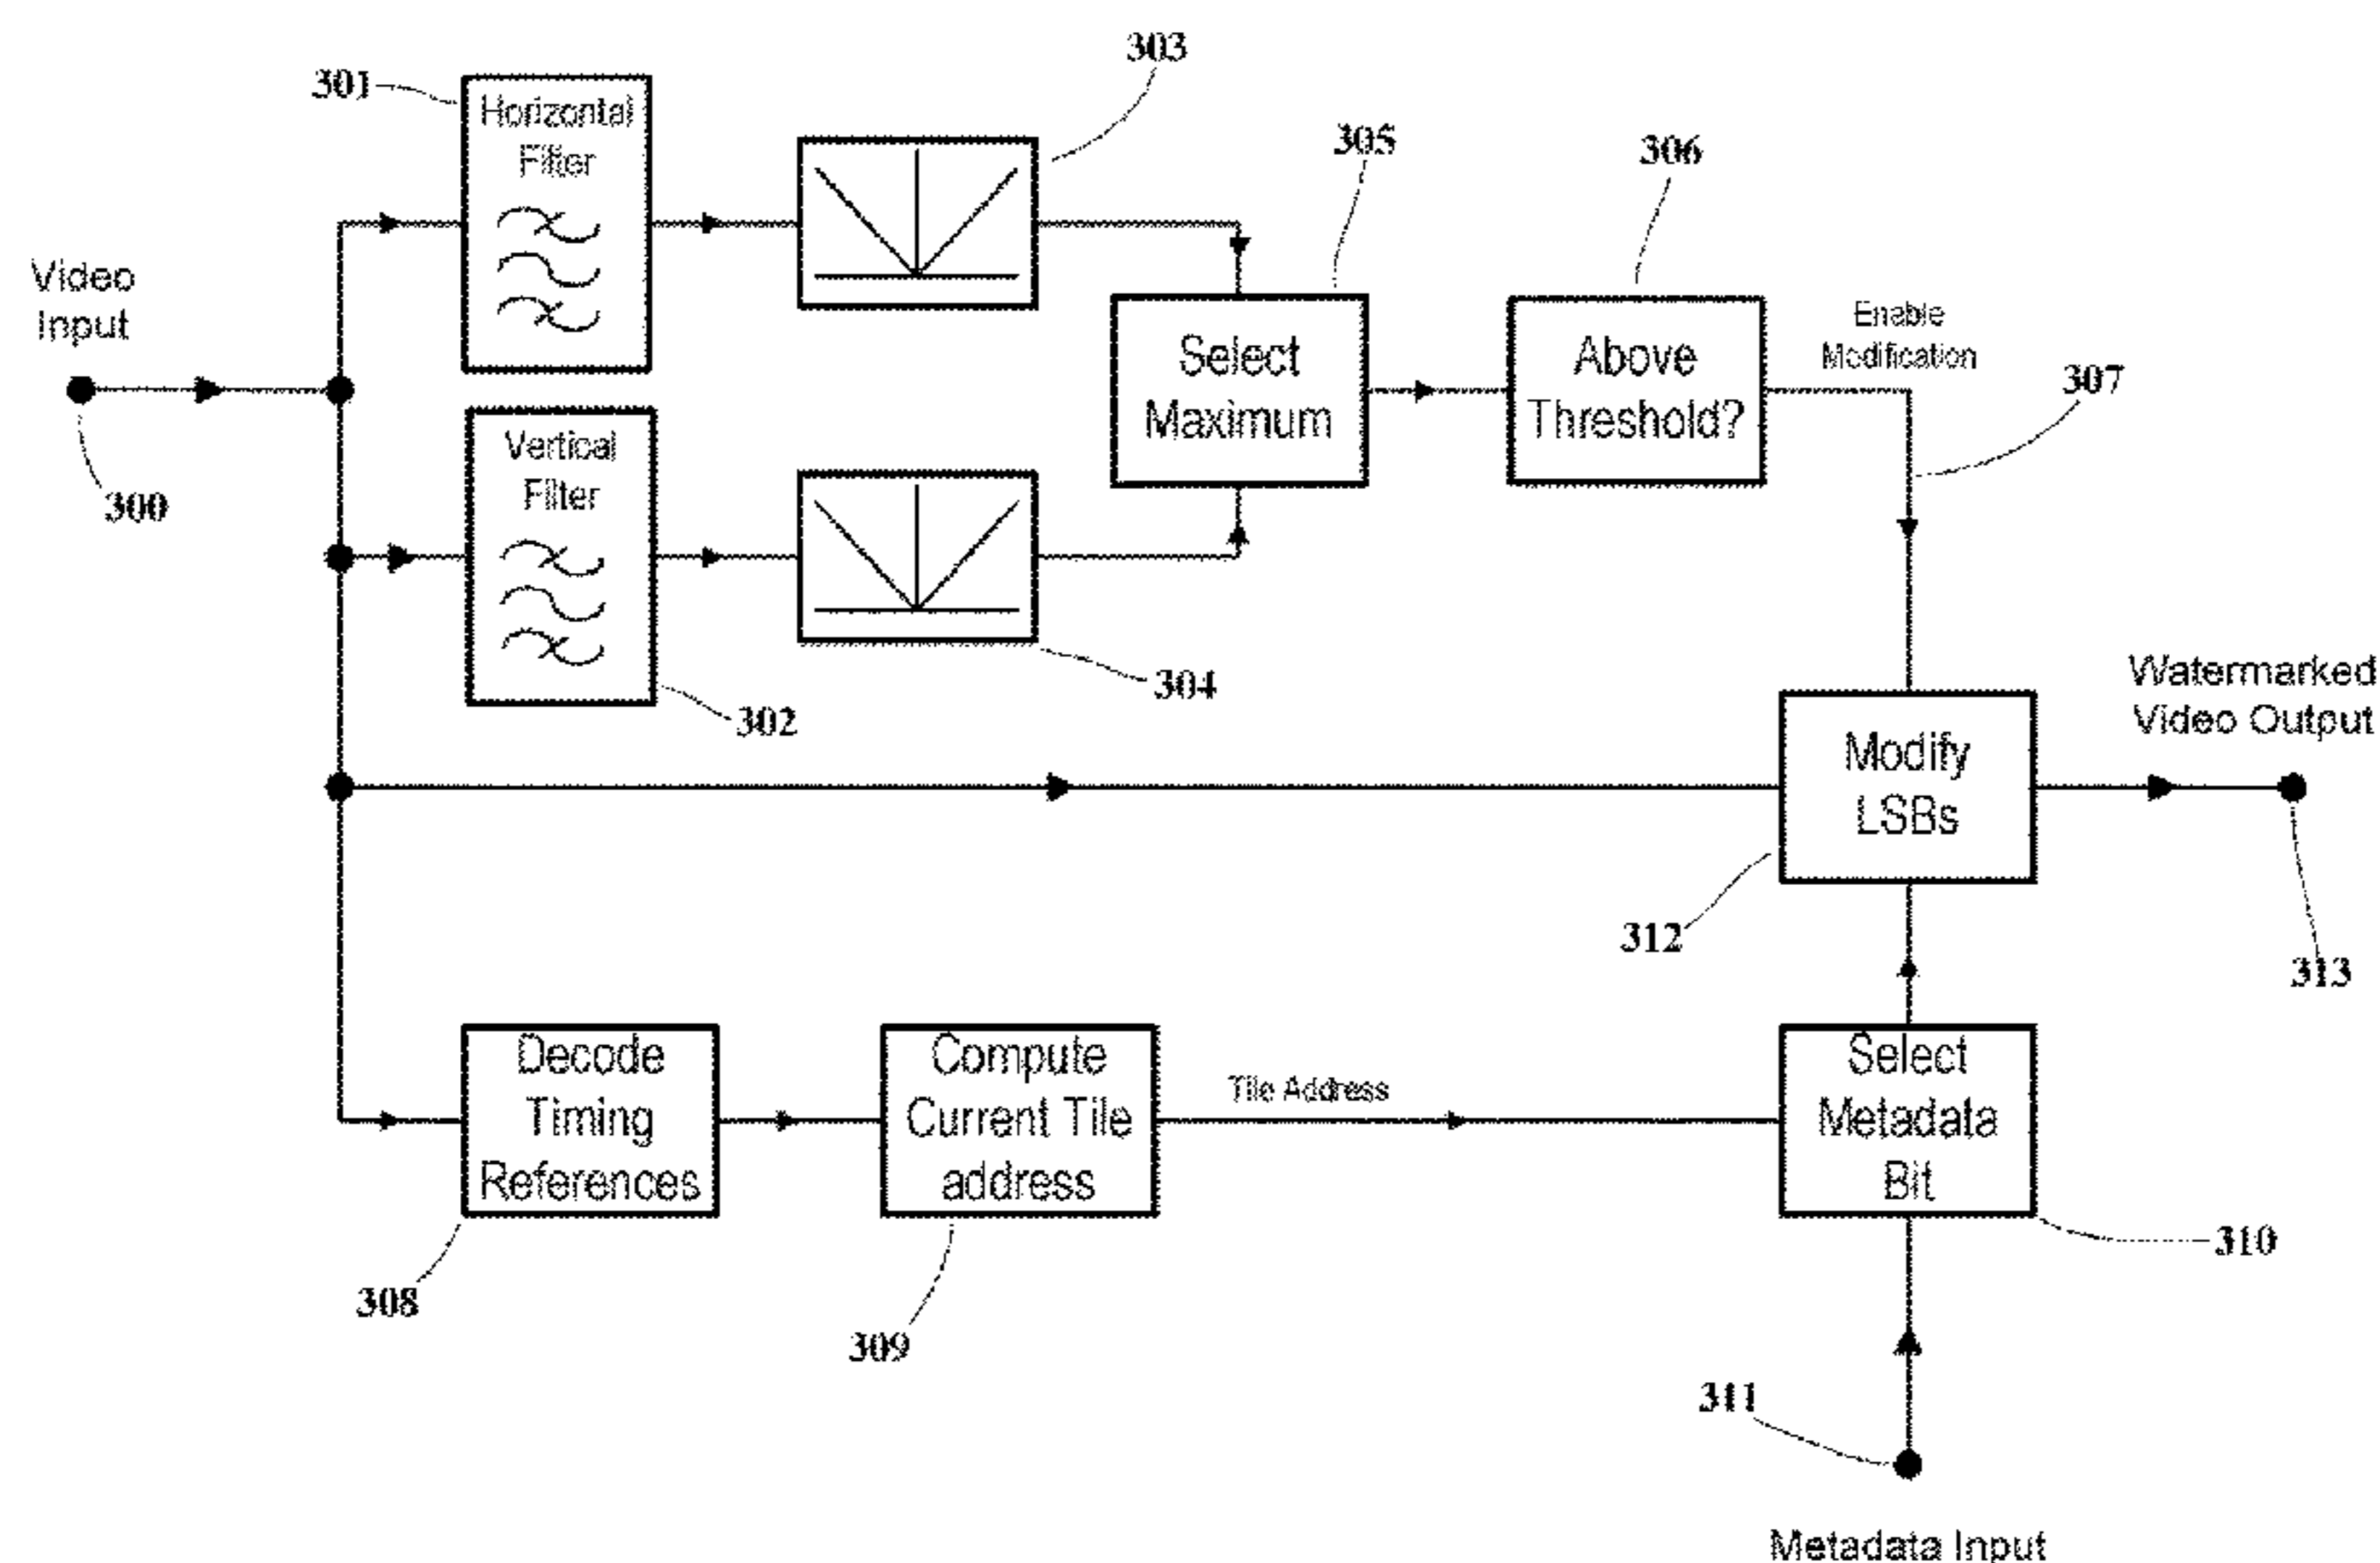 303
301
Horizontal
Filter
305
306
Video
Input
Enable
Modification
Select
Maximum
Above
Threshold?
307
Vertical
Filter
300
304
302
Watermarked
Video Output
Modify
LSBs
312
313
Decode
Timing
References
Compute
Current Tile
address
Tile Address
Select
Metadata
Bit
310
308
309
311
Metadata Input